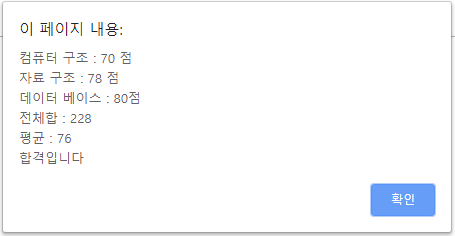 이 페이지 내용:
컴퓨터 구조 : 70 점
자료 구조 : 78 점
데이터 베이스 : 80점
전체합 : 228
평균 : 76
합격입니다
확인